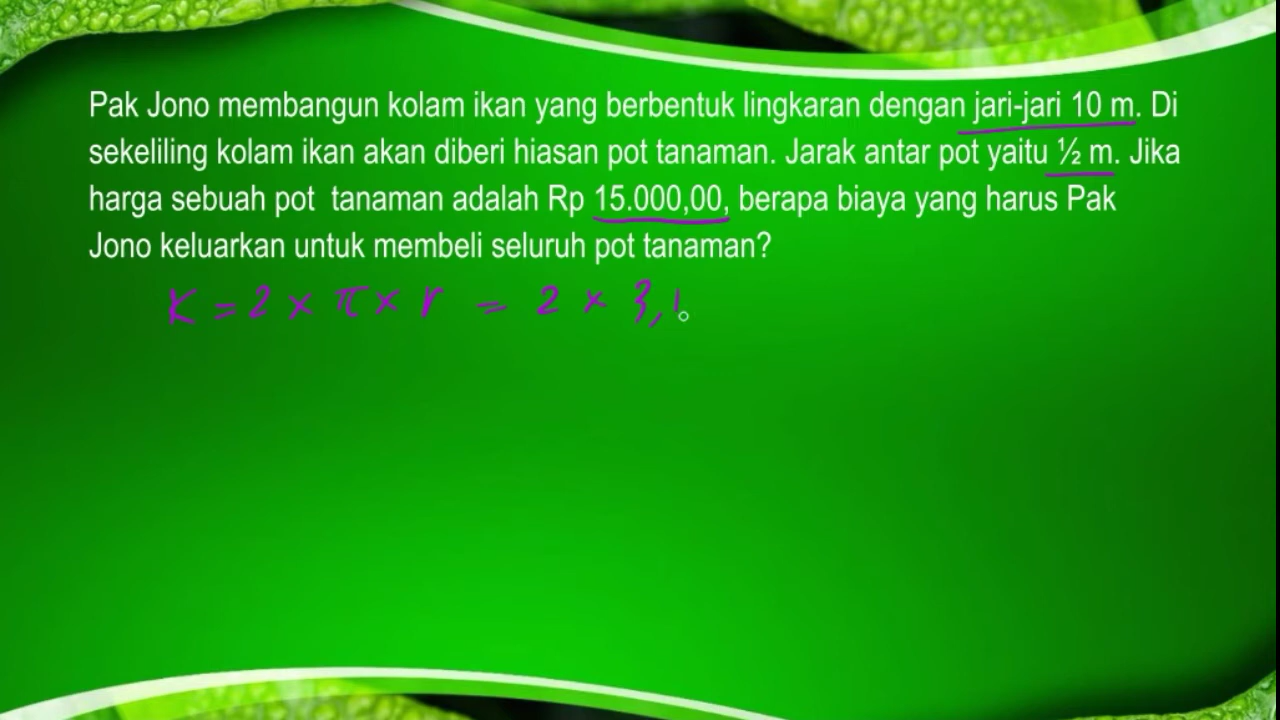 Pak Jono membangun kolam ikan yang berbentuk lingkaran dengan jari-jari 10 m. Di
sekeliling kolam ikan akan diberi hiasan pot tanaman. Jarak antar pot yaitu ½ m. Jika
harga sebuah pot tanaman adalah Rp 15.000,00, berapa biaya yang harus Pak
Jono keluarkan untuk membeli seluruh pot tanaman?
K = 2 × π × r = 2 × 3,1